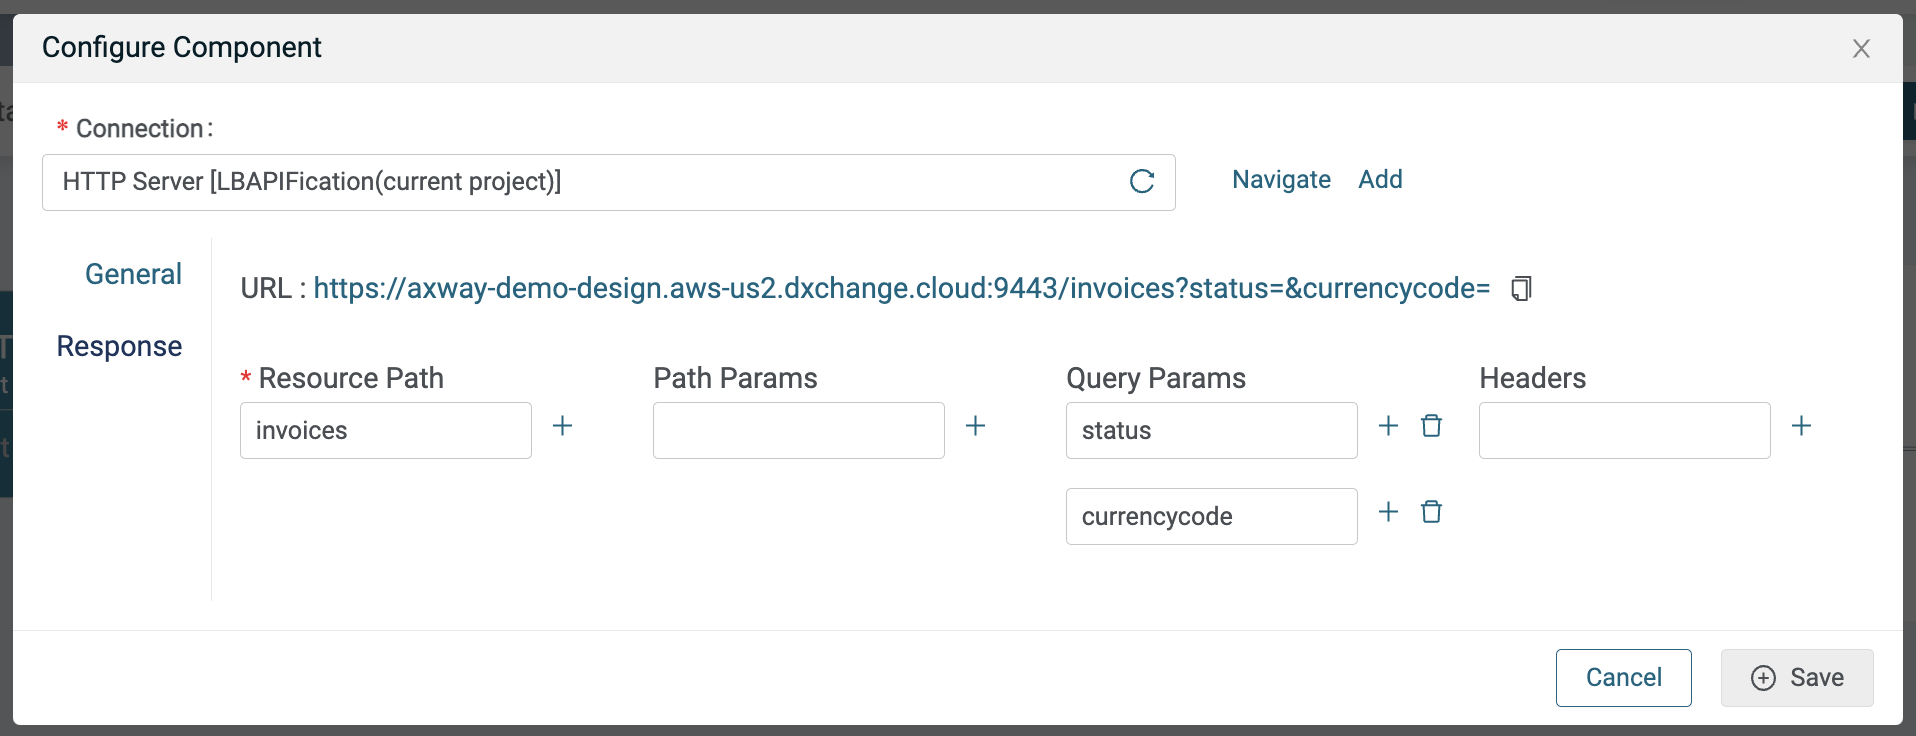 Configure Component
* Connection:
HTTP Server [LBAPIFication(current project)]
Navigate Add
General
URL : https://axway-demo-design.aws-us2.dxchange.cloud:9443/invoices?status=&currencycode=
Response
* Resource Path Path Params Query Params Headers
invoices status
currencycode
Cancel Save